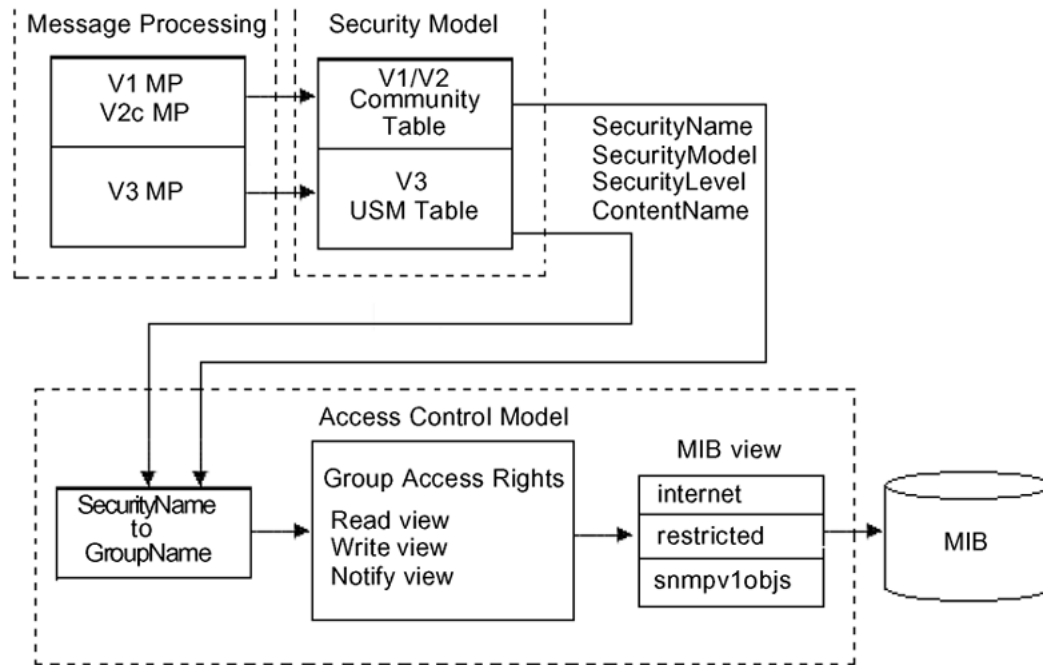 Message Processing
Security Model
V1 MP
V2c MP
V1/V2
Community
Table
V3 MP
V3
USM Table
SecurityName
SecurityModel
SecurityLevel
ContentName
Access Control Model
SecurityName
to
GroupName
Group Access Rights
Read view
Write view
Notify view
MIB view
internet
restricted
snmpv1objs
MIB